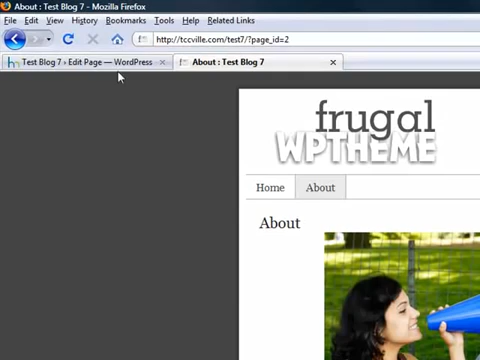 About : Test Blog 7 - Mozilla Firefox
File Edit View History Bookmarks Tools Help Related Links
http://tccville.com/test7/?page_id=2
Test Blog 7 › Edit Page — WordPress
About : Test Blog 7
frugal
WPTHEME
Home About
About